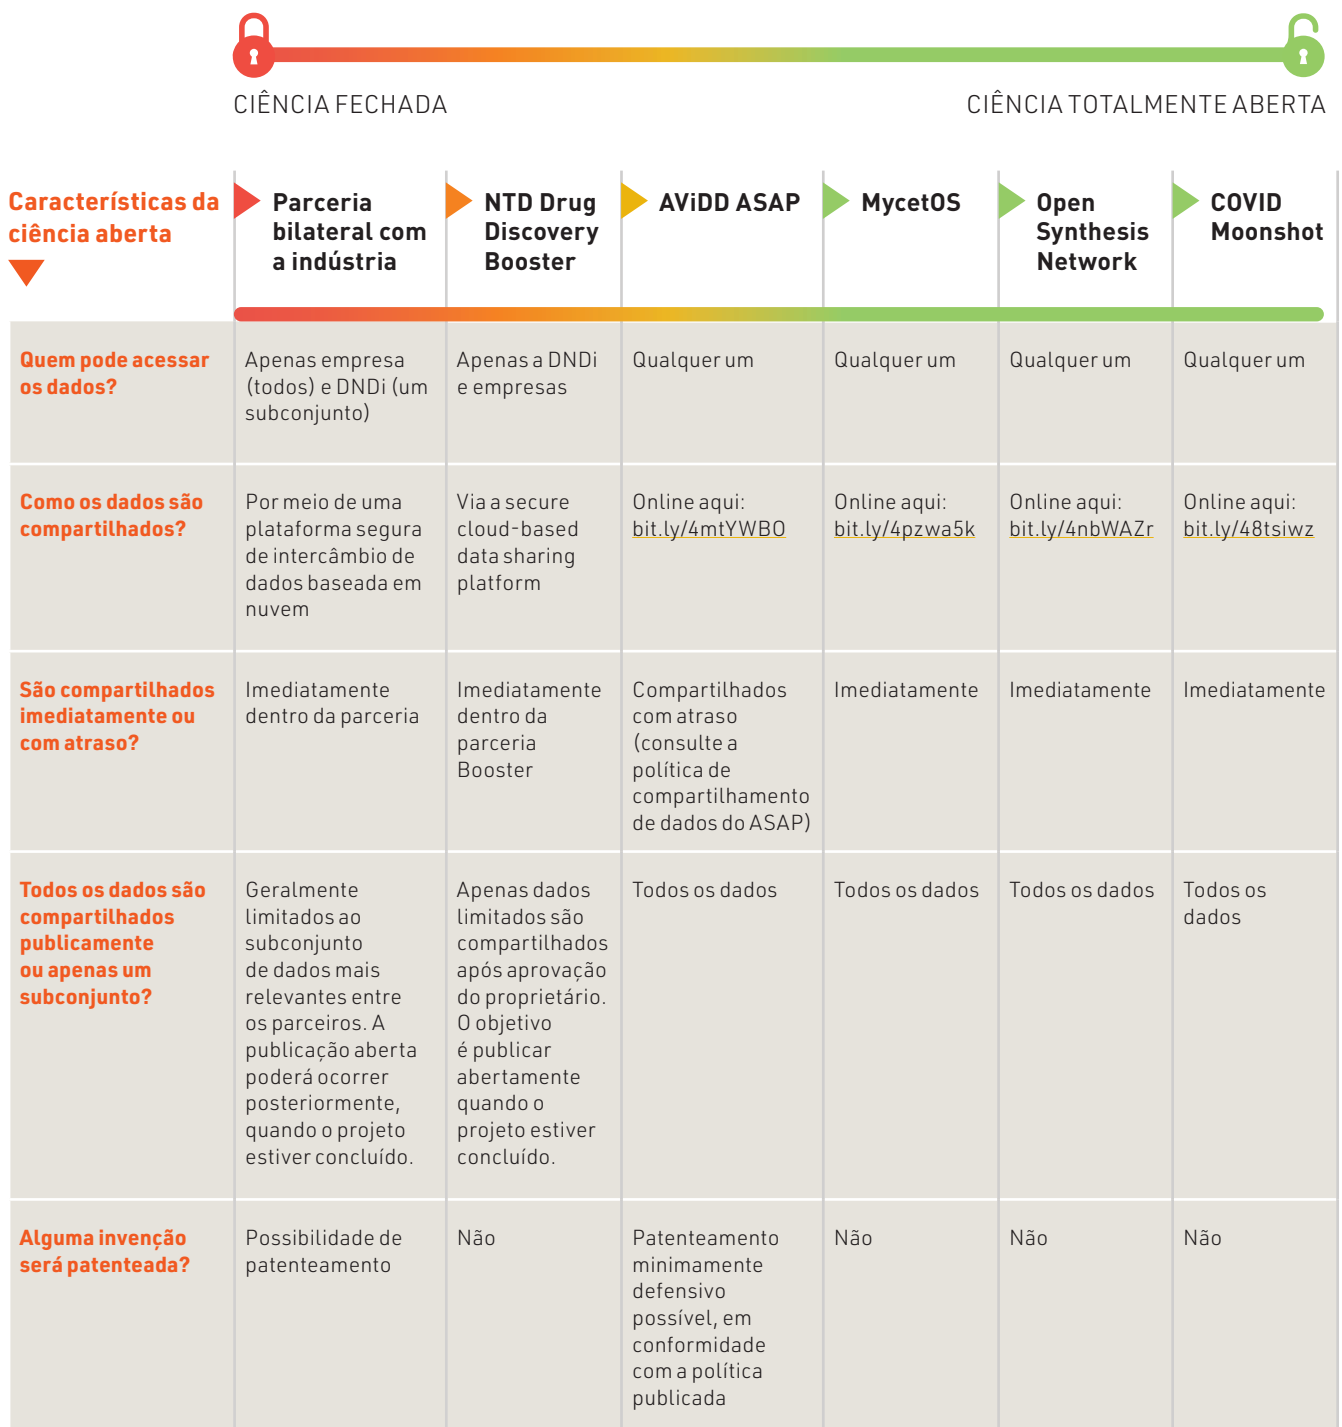 CIÊNCIA FECHADA
CIÊNCIA TOTALMENTE ABERTA
Características da
ciência aberta
Parceria
bilateral com
a indústria
NTD Drug
Discovery
Booster
AViDD ASAP
MycetOS
Open
Synthesis
Network
COVID
Moonshot
Quem pode acessar
os dados?
Apenas empresa
(todos) e DNDi (um
subconjunto)
Apenas a DNDi
e empresas
Qualquer um
Qualquer um
Qualquer um
Qualquer um
Como os dados são
compartilhados?
Por meio de uma
plataforma segura
de intercâmbio de
dados baseada em
nuvem
Via a secure
cloud-based
data sharing
platform
Online aqui:
bit.ly/4mtYWBO
Online aqui:
bit.ly/4pzwa5k
Online aqui:
bit.ly/4nbWAZr
Online aqui:
bit.ly/48tsiwz
São compartilhados
imediatamente ou
com atraso?
Imediatamente
dentro da parceria
Imediatamente
dentro da
parceria
Booster
Compartilhados
com atraso
(consulte a
política de
compartilhamento
de dados do ASAP)
Imediatamente
Imediatamente
Imediatamente
Todos os dados são
compartilhados
publicamente
ou apenas um
subconjunto?
Geralmente
limitados ao
subconjunto
de dados mais
relevantes entre
os parceiros. A
publicação aberta
poderá ocorrer
posteriormente,
quando o projeto
estiver concluído.
Apenas dados
limitados são
compartilhados
após aprovação
do proprietário.
O objetivo
é publicar
abertamente
quando o
projeto estiver
concluído.
Todos os dados
Todos os dados
Todos os dados
Todos os
dados
Alguma invenção
será patenteada?
Possibilidade de
patenteamento
Não
Patenteamento
minimamente
defensivo
possível, em
conformidade
com a política
publicada
Não
Não
Não